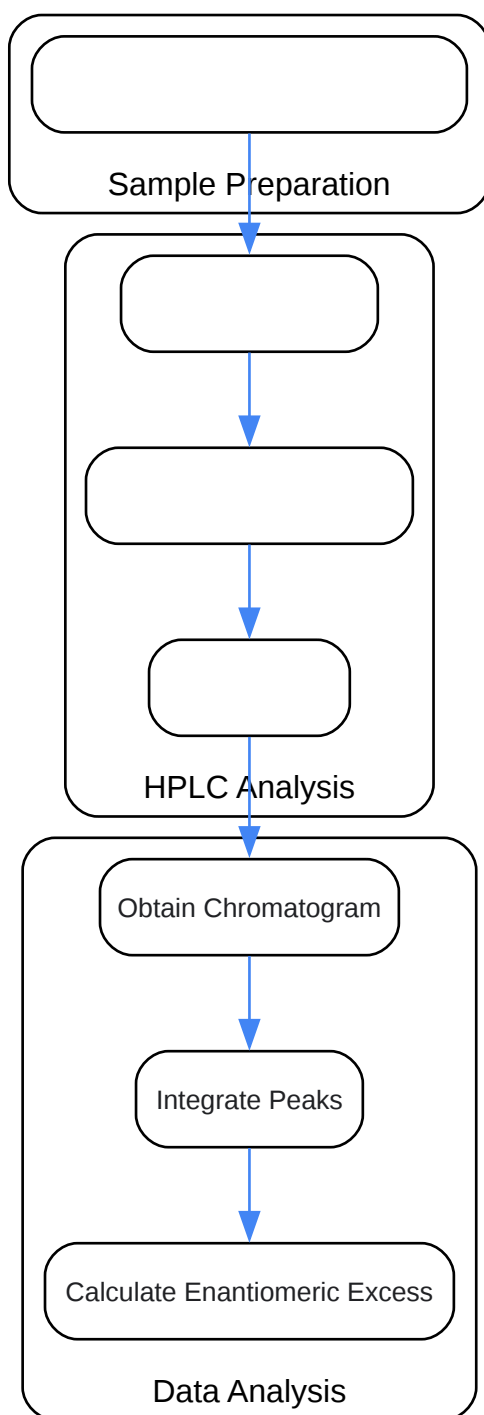 Sample Preparation
HPLC Analysis
Obtain Chromatogram
Integrate Peaks
Calculate Enantiomeric Excess
Data Analysis